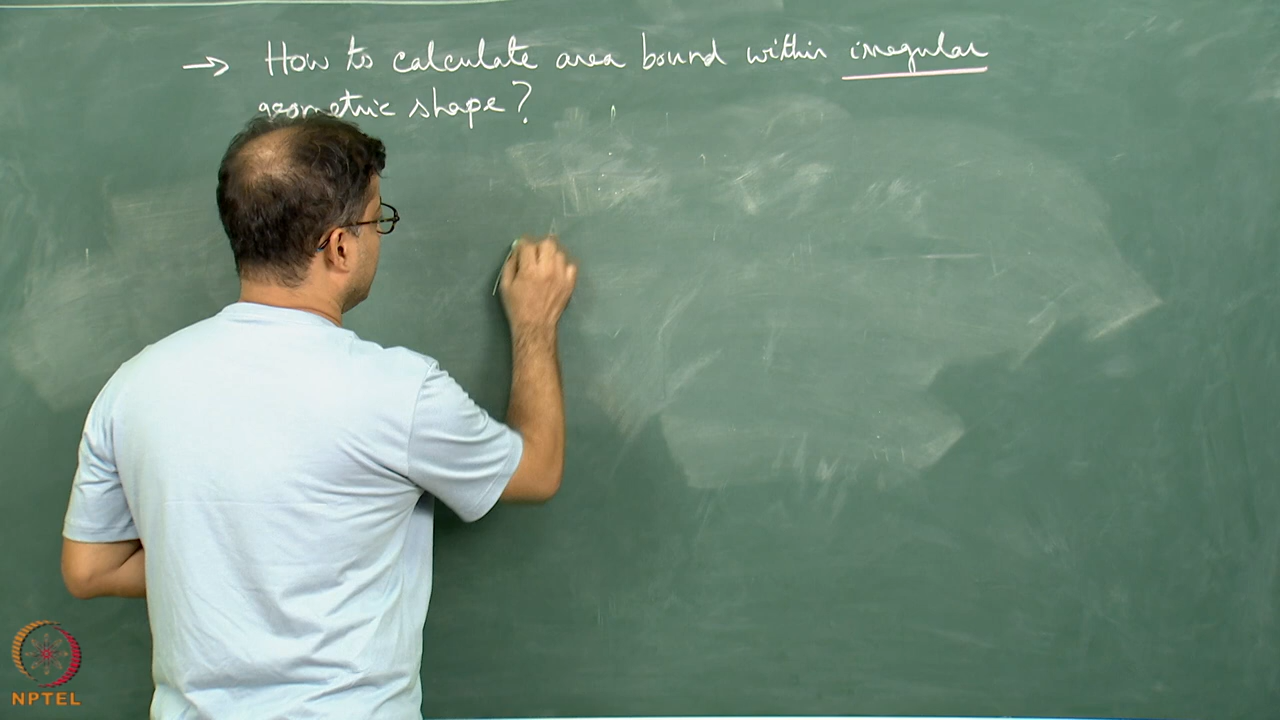 → How to calculate area bound within irregular
geometric shape?
NPTEL